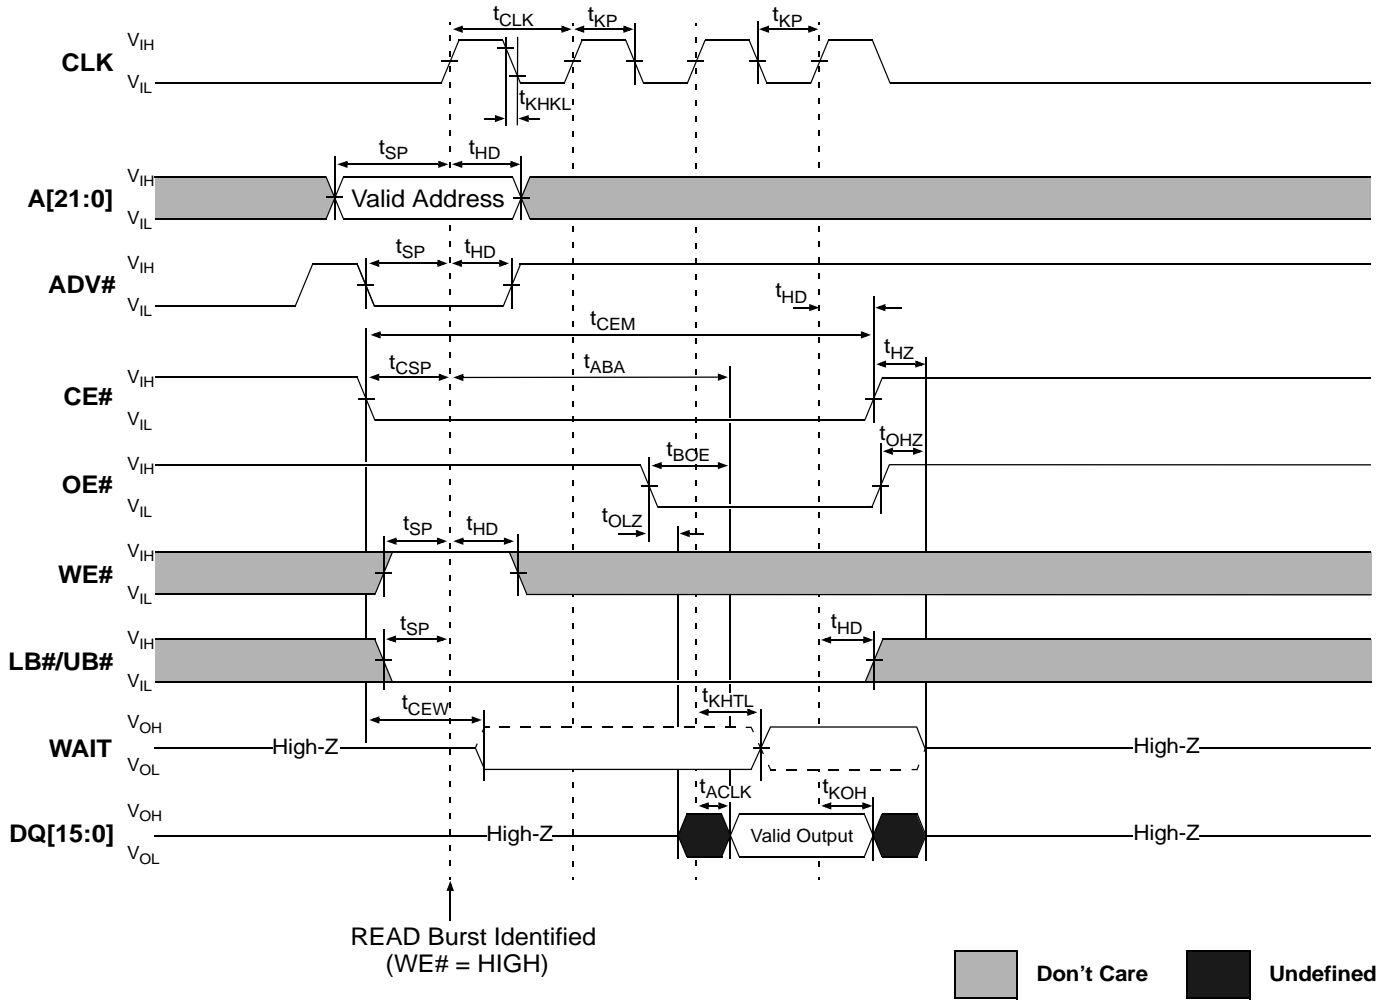 tCLK tKP tKP
CLK VIH
VIL
tKHKL
tSP tHD
A[21:0] VIH
Valid Address
VIL
tSP tHD
ADV# VIH
VIL
tHD
tCEM
tHZ
tCSP tABA
CE# VIH
VIL
tOHZ
tBOE
OE# VIH
VIL
tOLZ
tSP tHD
WE# VIH
VIL
tSP tHD
LB#/UB# VIH
VIL
tCEW tKHTL
WAIT VOH
High-Z High-Z
VOL
tACLK tKOH
DQ[15:0] VOH
High-Z Valid Output High-Z
VOL
READ Burst Identified
(WE# = HIGH)
Don't Care Undefined